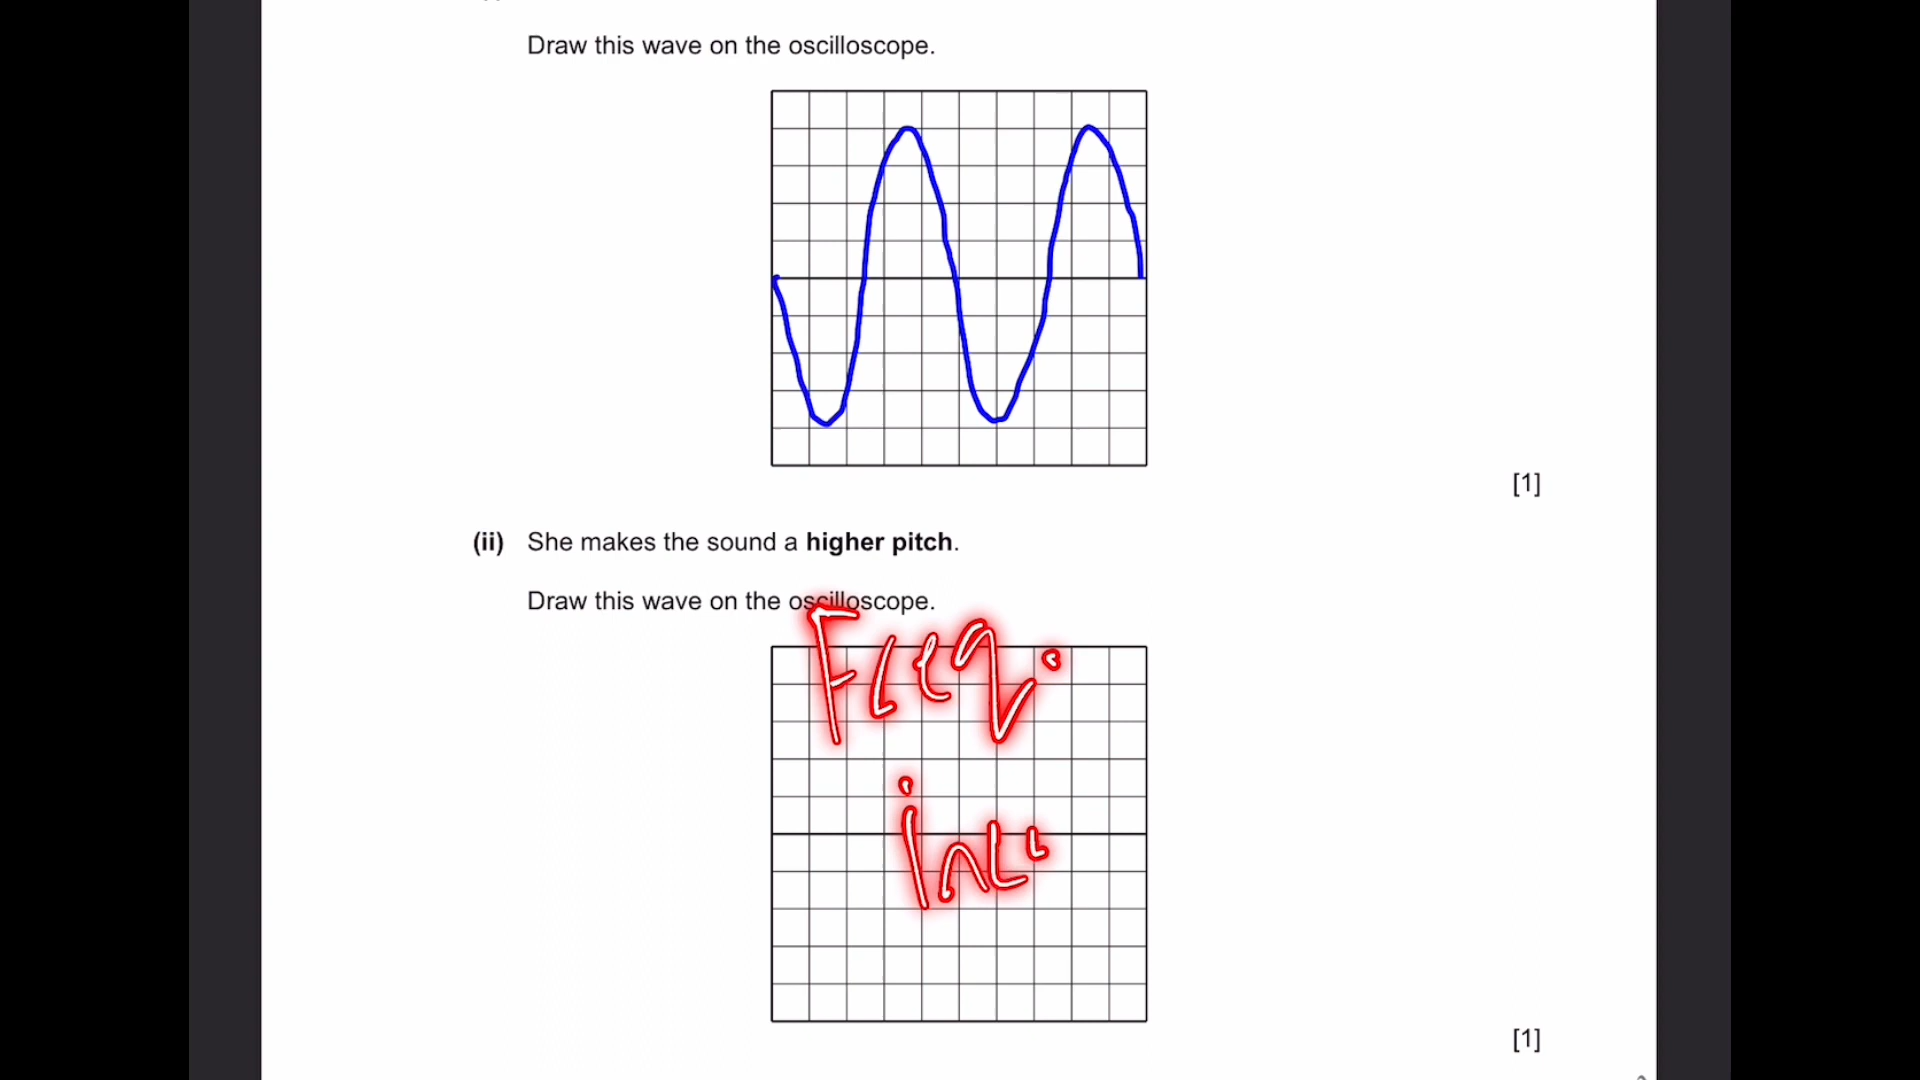 Draw this wave on the oscilloscope.
[1]
(ii) She makes the sound a higher pitch.
Draw this wave on the oscilloscope.
Freq.
inc.
[1]